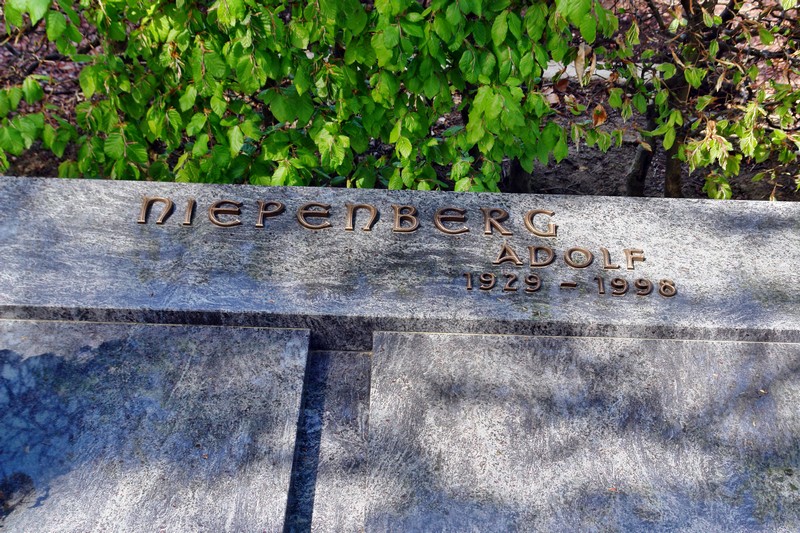 NIEPENBERG
ADOLF
1929 – 1998